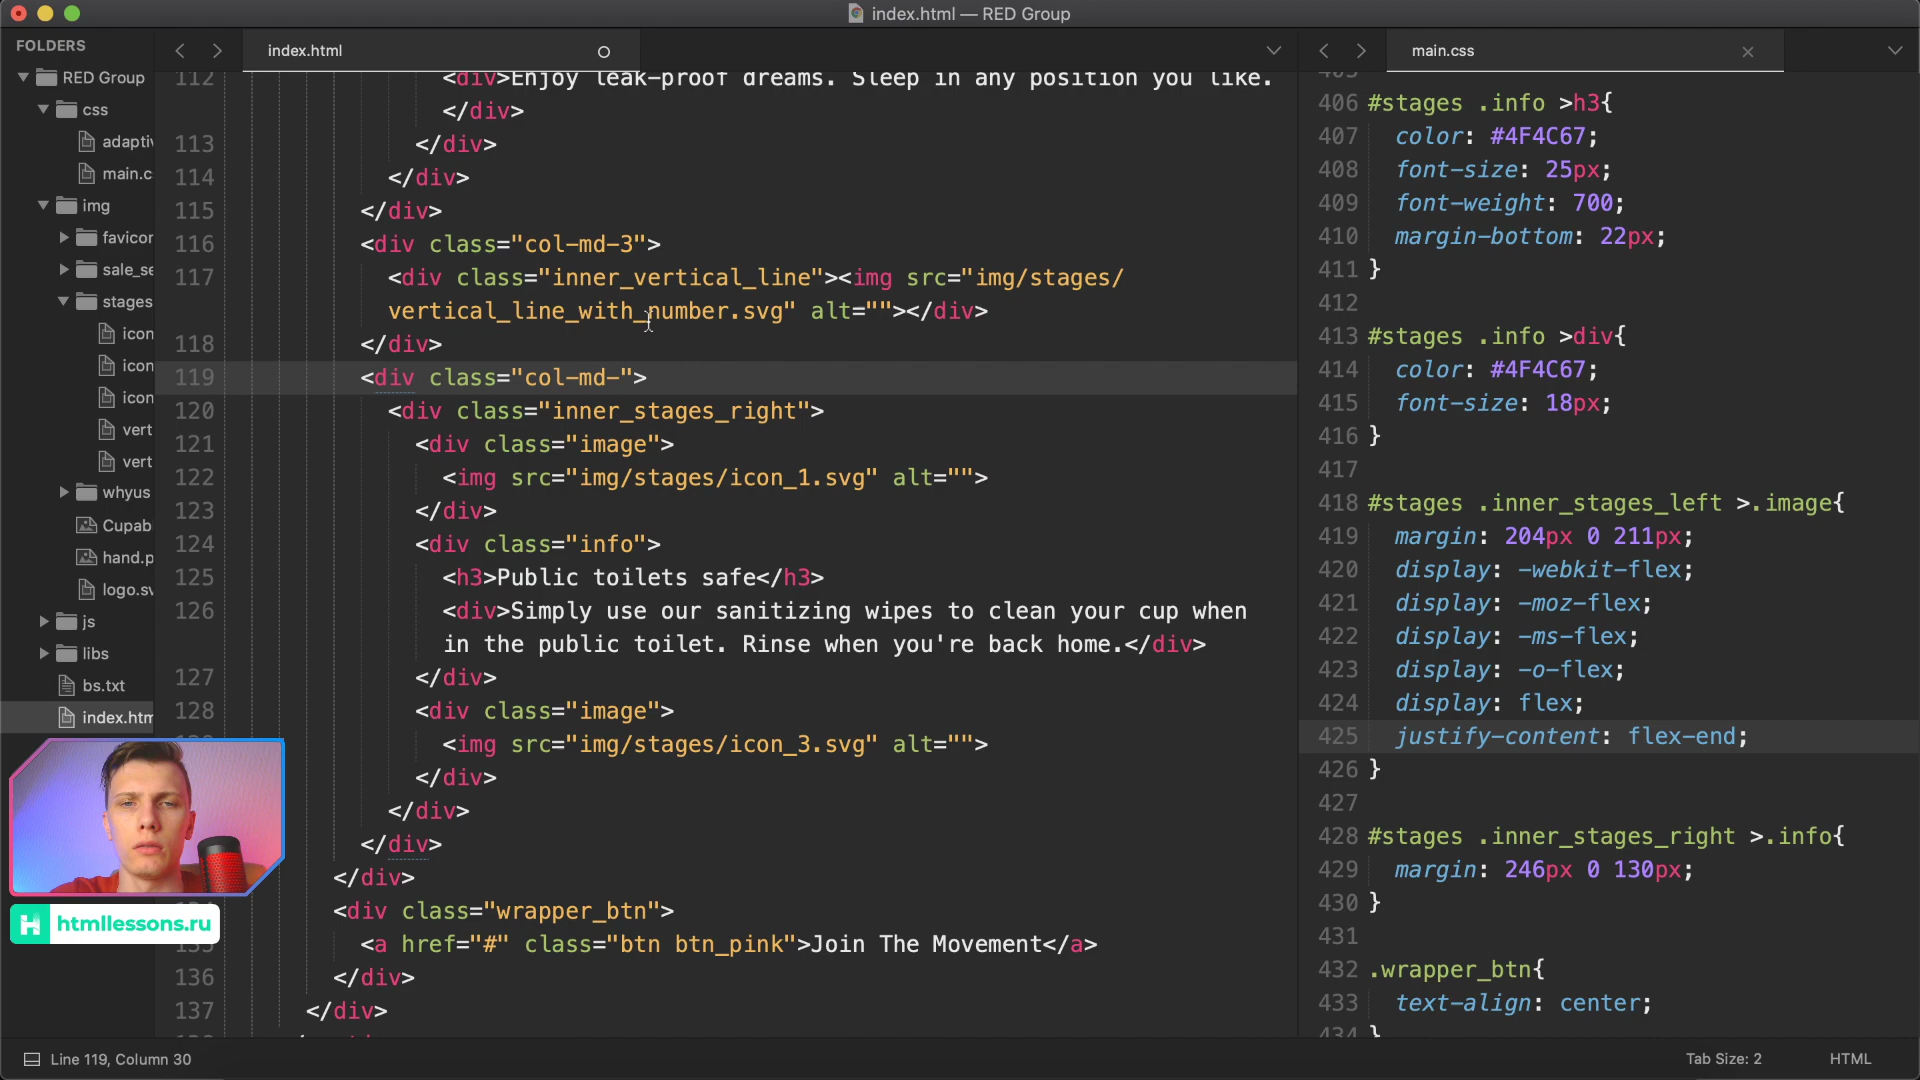 index.html — RED Group
FOLDERS
RED Group
css
adaptiv
main.c
img
favicor
sale_se
stages
icon
icon
icon
vert
vert
whyus
Cupab
hand.p
logo.sv
js
libs
bs.txt
index.htm
index.html
112 <div>Enjoy leak-proof dreams. Sleep in any position you like.
</div>
113 </div>
114 </div>
115 </div>
116 <div class="col-md-3">
117 <div class="inner_vertical_line"><img src="img/stages/
vertical_line_with_number.svg" alt=""></div>
118 </div>
119 <div class="col-md-">
120 <div class="inner_stages_right">
121 <div class="image">
122 <img src="img/stages/icon_1.svg" alt="">
123 </div>
124 <div class="info">
125 <h3>Public toilets safe</h3>
126 <div>Simply use our sanitizing wipes to clean your cup when
in the public toilet. Rinse when you're back home.</div>
127 </div>
128 <div class="image">
<img src="img/stages/icon_3.svg" alt="">
</div>
</div>
</div>
</div>
<div class="wrapper_btn">
135 <a href="#" class="btn btn_pink">Join The Movement</a>
136 </div>
137 </div>
main.css
406 #stages .info >h3{
407 color: #4F4C67;
408 font-size: 25px;
409 font-weight: 700;
410 margin-bottom: 22px;
411 }
412
413 #stages .info >div{
414 color: #4F4C67;
415 font-size: 18px;
416 }
417
418 #stages .inner_stages_left >.image{
419 margin: 204px 0 211px;
420 display: -webkit-flex;
421 display: -moz-flex;
422 display: -ms-flex;
423 display: -o-flex;
424 display: flex;
425 justify-content: flex-end;
426 }
427
428 #stages .inner_stages_right >.info{
429 margin: 246px 0 130px;
430 }
431
432 .wrapper_btn{
433 text-align: center;
434 }
H htmllessons.ru
Line 119, Column 30
Tab Size: 2
HTML